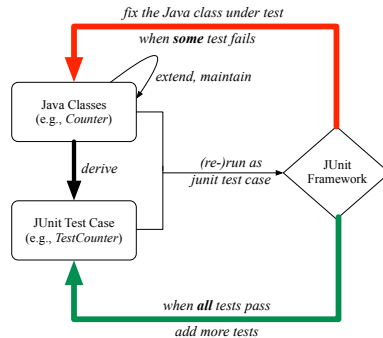 fix the Java class under test
when some test fails
extend, maintain
Java Classes
(e.g., Counter)
derive
(re-)run as
junit test case
JUnit
Framework
JUnit Test Case
(e.g., TestCounter)
when all tests pass
add more tests